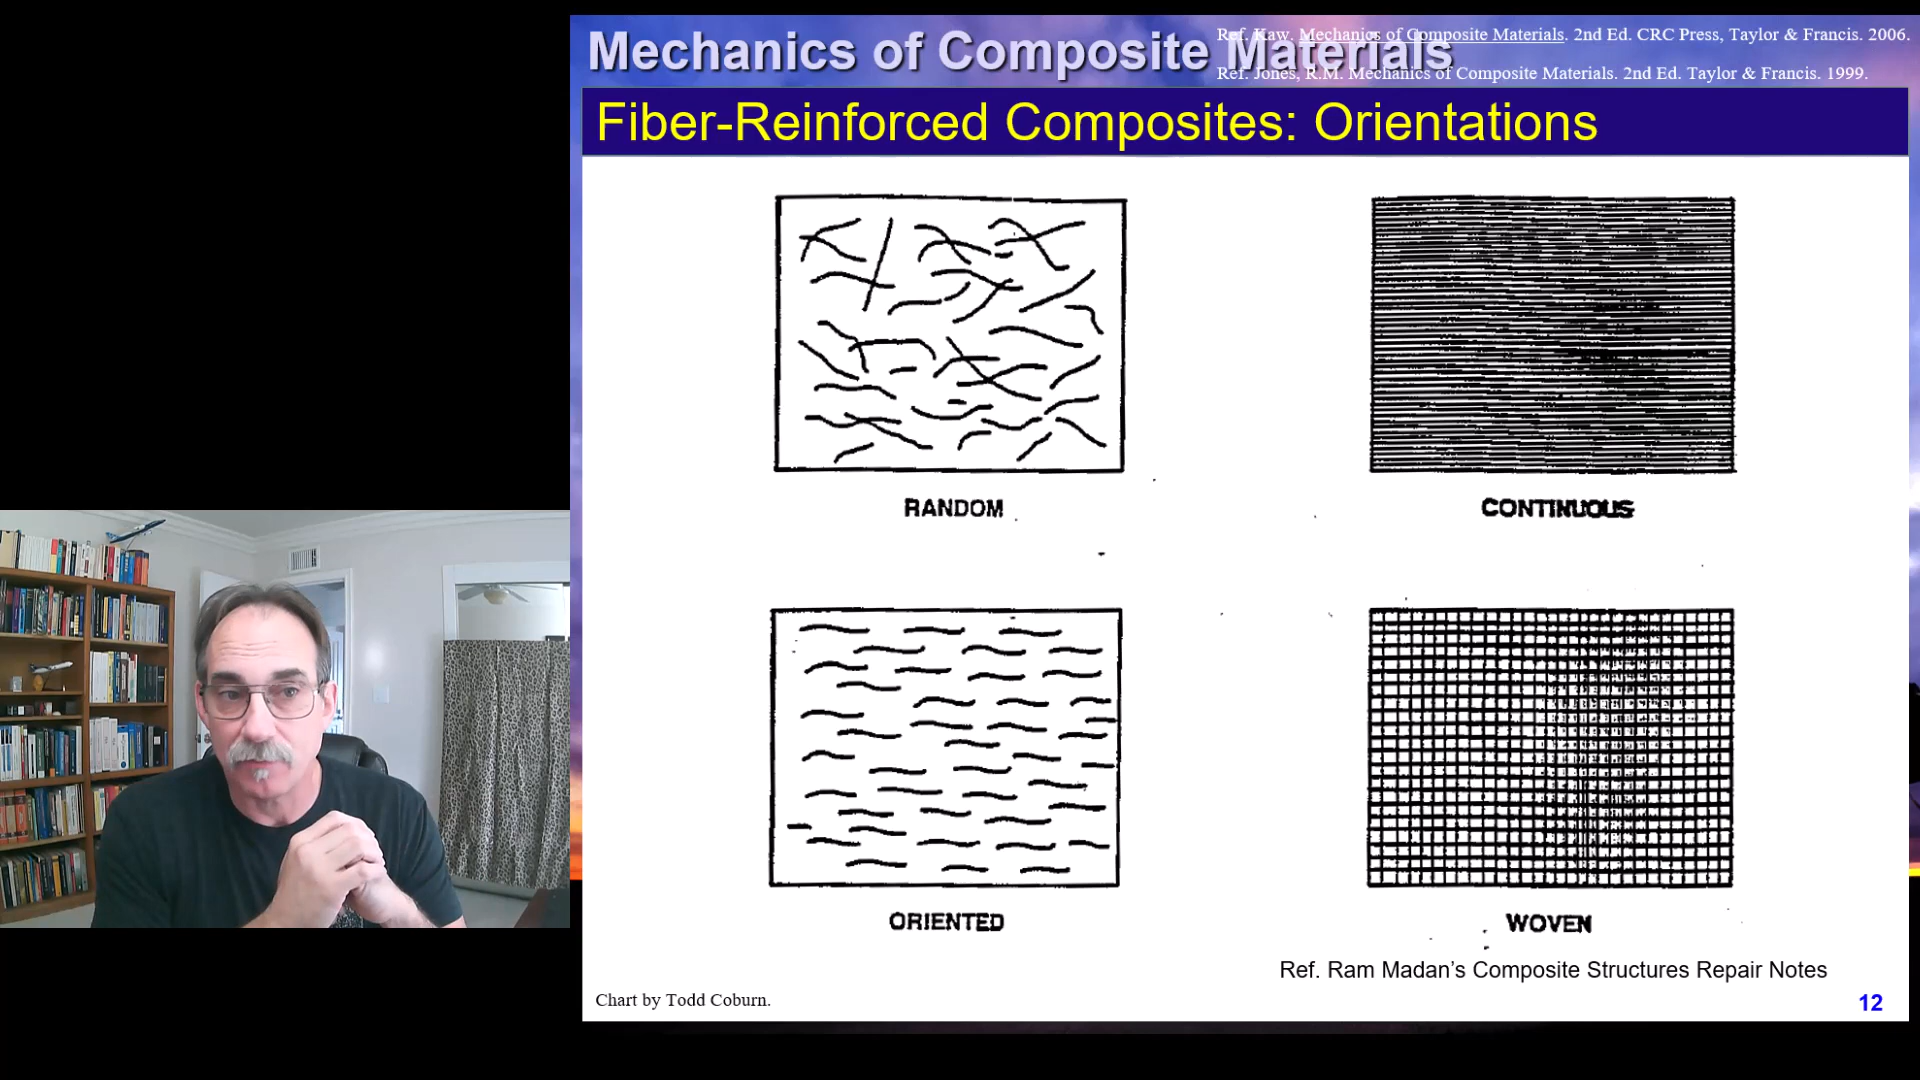 Mechanics of Composite Materials
Ref. Kaw. Mechanics of Composite Materials. 2nd Ed. CRC Press, Taylor & Francis. 2006.
Ref. Jones, R.M. Mechanics of Composite Materials. 2nd Ed. Taylor & Francis. 1999.
Fiber-Reinforced Composites: Orientations
RANDOM
CONTINUOUS
ORIENTED
WOVEN
Ref. Ram Madan’s Composite Structures Repair Notes
Chart by Todd Coburn.
12